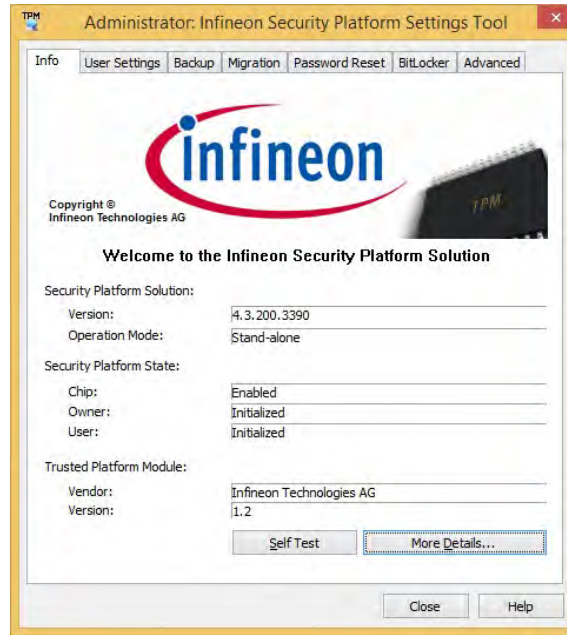 TPM
Administrator: Infineon Security Platform Settings Tool
Info User Settings Backup Migration Password Reset BitLocker Advanced
infineon
TPM
Copyright ©
Infineon Technologies AG
Welcome to the Infineon Security Platform Solution
Security Platform Solution:
Version: 4.3.200.3390
Operation Mode: Stand-alone
Security Platform State:
Chip: Enabled
Owner: Initialized
User: Initialized
Trusted Platform Module:
Vendor: Infineon Technologies AG
Version: 1.2
Self Test More Details...
Close Help